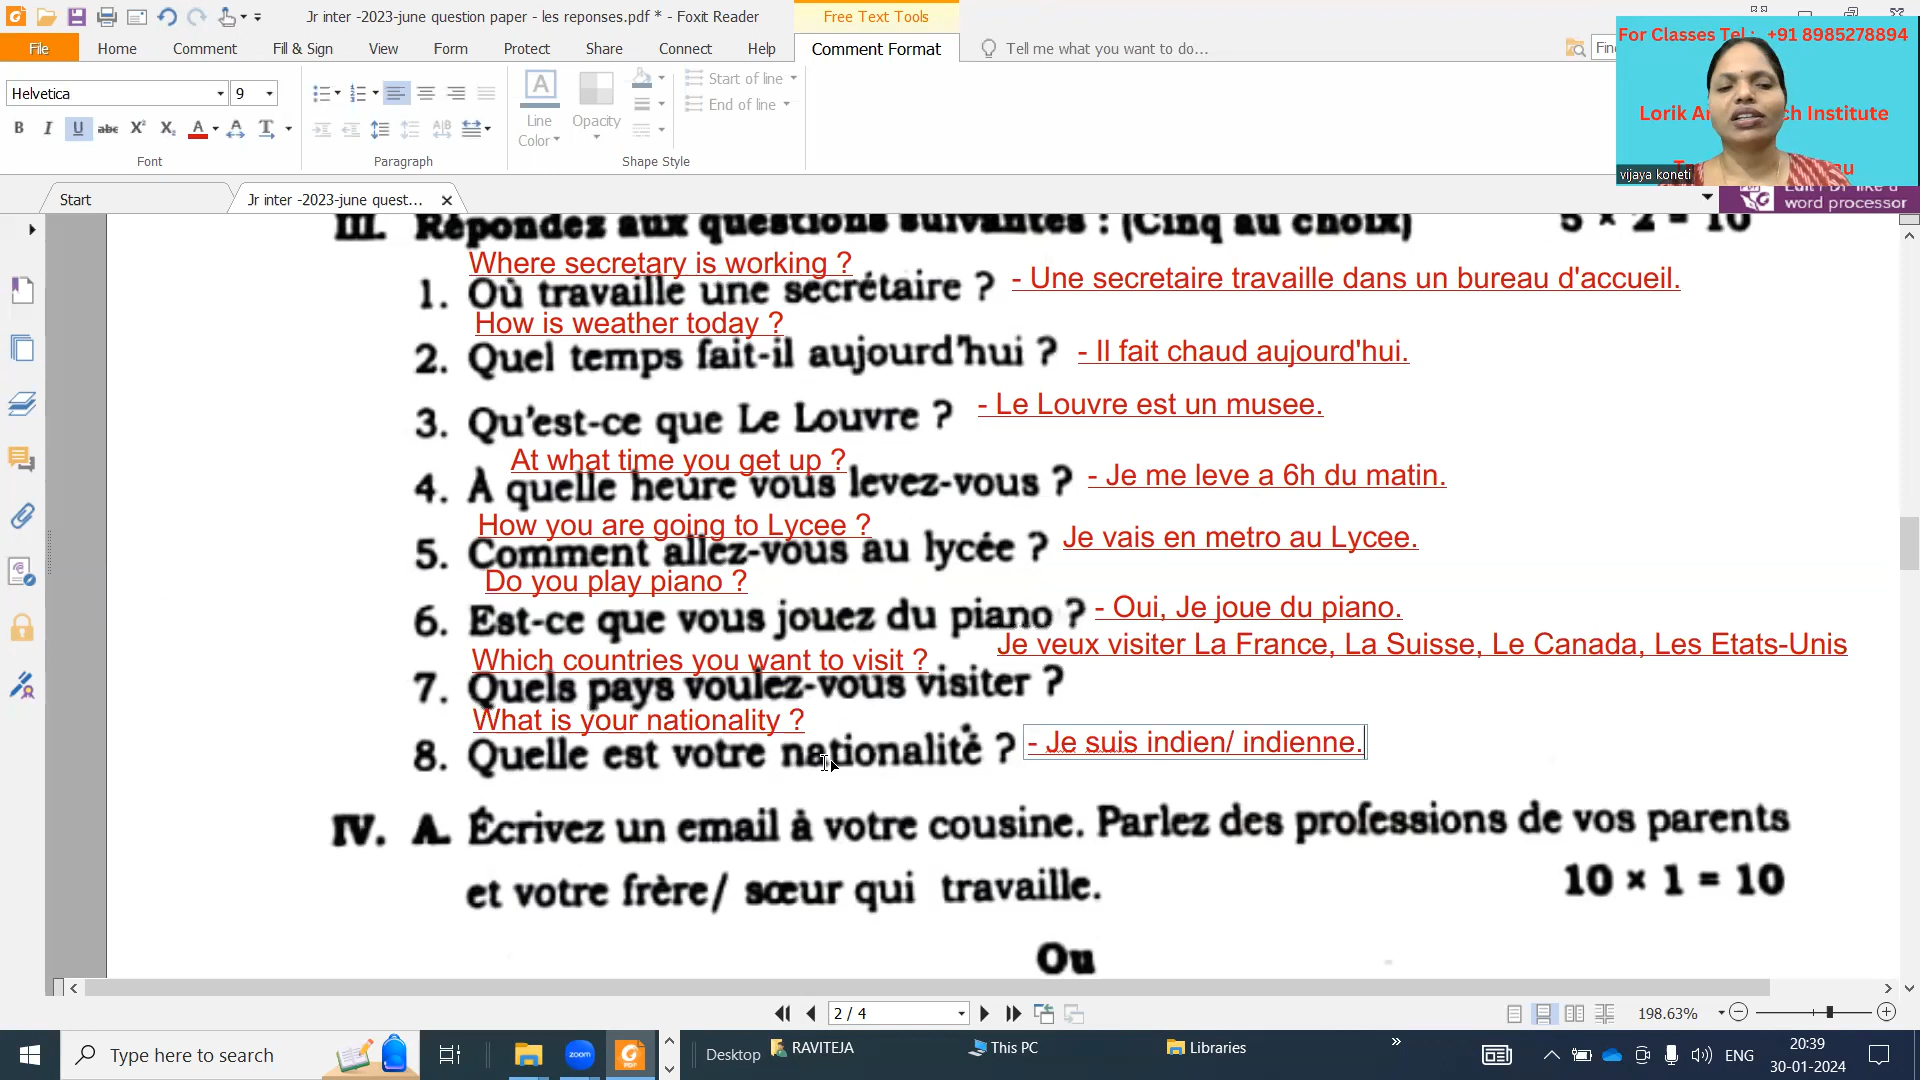 Jr inter -2023-june question paper - les reponses.pdf * - Foxit Reader
Free Text Tools
File Home Comment Fill & Sign View Form Protect Share Connect Help Comment Format Tell me what you want to do...
For Classes Tel : +91 8985278894
Helvetica 9
Start of line
End of line
Line Color
Opacity
B I U abc X² X₂ A A T
Font Paragraph Shape Style
Institute
vijaya koneti
word processor
Start
Jr inter -2023-june quest...
III. Répondez aux questions suivantes : (Cinq au choix) 5 × 2 = 10
Where secretary is working ?
1. Où travaille une secrétaire ? - Une secretaire travaille dans un bureau d'accueil.
How is weather today ?
2. Quel temps fait-il aujourd'hui ? - Il fait chaud aujourd'hui.
3. Qu'est-ce que Le Louvre ? - Le Louvre est un musee.
At what time you get up ?
4. À quelle heure vous levez-vous ? - Je me leve a 6h du matin.
How you are going to Lycee ?
5. Comment allez-vous au lycée ? Je vais en metro au Lycee.
Do you play piano ?
6. Est-ce que vous jouez du piano ? - Oui, Je joue du piano.
Je veux visiter La France, La Suisse, Le Canada, Les Etats-Unis
Which countries you want to visit ?
7. Quels pays voulez-vous visiter ?
What is your nationality ?
8. Quelle est votre nationalité ? - Je suis indien/ indienne.
IV. A. Écrivez un email à votre cousine. Parlez des professions de vos parents
et votre frère/ sœur qui travaille. 10 × 1 = 10
Ou
2 / 4
198.63%
Type here to search
zoom
Desktop
RAVITEJA
This PC
Libraries
ENG
20:39
30-01-2024